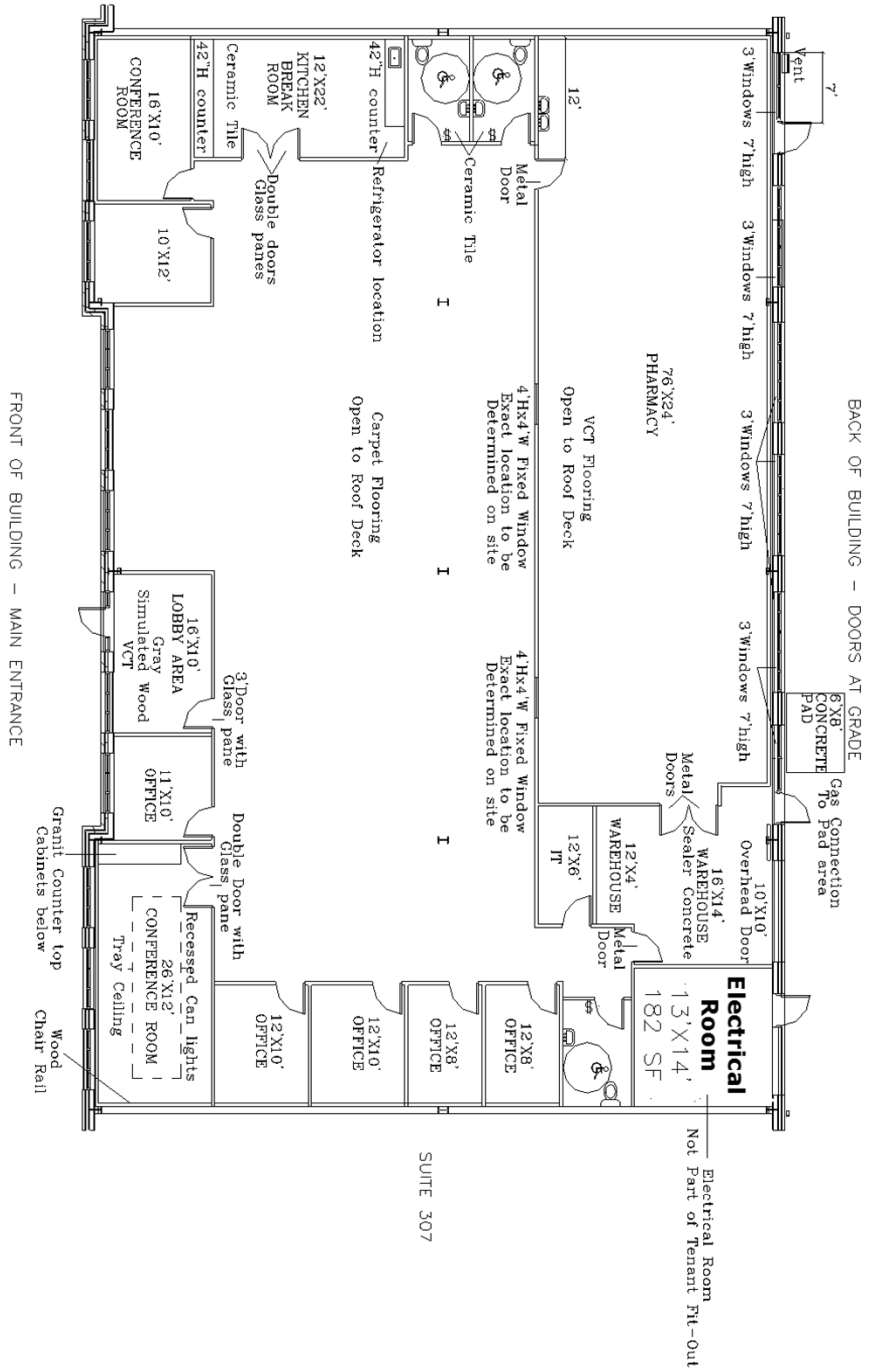 BACK OF BUILDING – DOORS AT GRADE
7'
Vent
3'Windows 7'high
3'Windows 7'high
3'Windows 7'high
3'Windows 7'high
6'X8'
CONCRETE
PAD
Gas Connection
To Pad area
12'
76'X24'
PHARMACY
VCT Flooring
Open to Roof Deck
Metal
Doors
10'X10'
Overhead Door
16'X14'
WAREHOUSE
Sealer Concrete
12'X4'
WAREHOUSE
12'X6'
IT
Metal
Door
Electrical
Room
13'X14'
182 SF
Electrical Room
Not Part of Tenant Fit-Out
Metal
Door
Ceramic Tile
$
$
$
4'Hx4'W Fixed Window
Exact location to be
Determined on site
4'Hx4'W Fixed Window
Exact location to be
Determined on site
SUITE 307
Refrigerator location
42"H counter
12'X22'
KITCHEN
BREAK
ROOM
Ceramic Tile
42"H counter
Double doors
Glass panes
Carpet Flooring
Open to Roof Deck
12'X8'
OFFICE
12'X8'
OFFICE
12'X10'
OFFICE
12'X10'
OFFICE
16'X10'
CONFERENCE
ROOM
10'X12'
3'Door with
Glass pane
16'X10'
LOBBY AREA
Gray
Simulated Wood
VCT
11'X10'
OFFICE
Double Door with
Glass pane
Recessed Can lights
26'X12'
CONFERENCE ROOM
Tray Ceiling
Granit Counter top
Cabinets below
Wood
Chair Rail
FRONT OF BUILDING – MAIN ENTRANCE